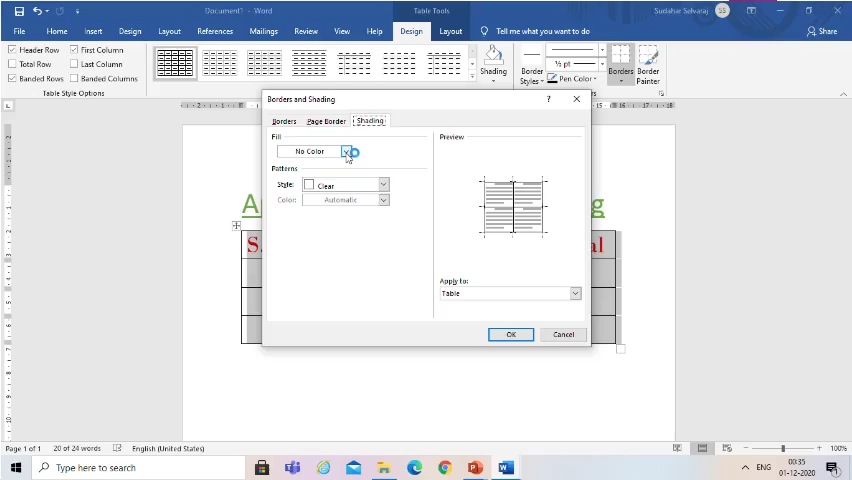 Document1 - Word
Table Tools
Sudahar Selvaraj
SS
File
Home
Insert
Design
Layout
References
Mailings
Review
View
Help
Design
Layout
Tell me what you want to do
Share
Header Row
First Column
Total Row
Last Column
Banded Rows
Banded Columns
Table Style Options
Table Styles
Shading
Border
Styles
½ pt
Pen Color
Borders
Border
Painter
Borders
Borders and Shading
?
Borders
Page Border
Shading
Fill
No Color
Patterns
Style:
Clear
Color:
Automatic
Preview
Apply to:
Table
OK
Cancel
Page 1 of 1
20 of 24 words
English (United States)
100%
Type here to search
ENG
00:35
01-12-2020